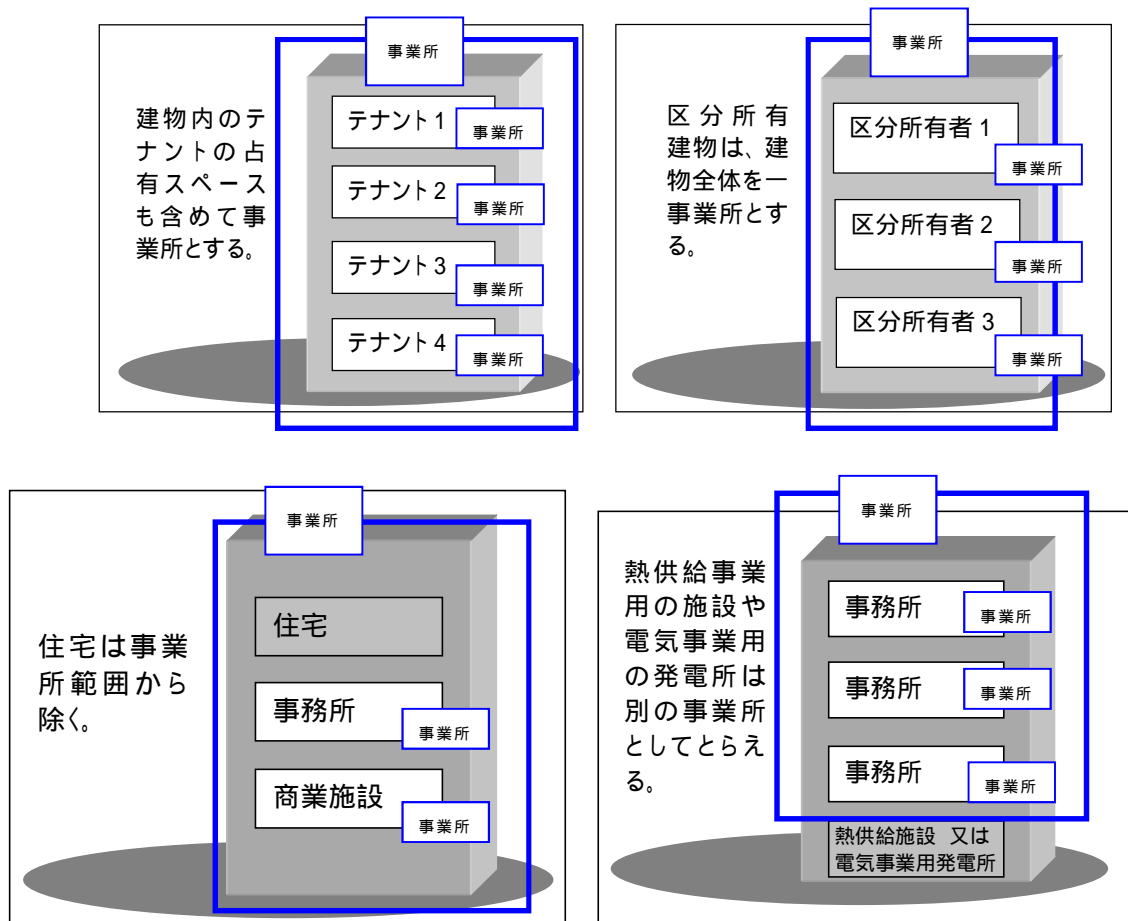 事業所
建物内のテ
ナントの占
有スペース
も含めて事
業所とする。
テナント1
事業所
テナント2
事業所
テナント3
事業所
テナント4
事業所
事業所
区分所有
建物は、建
物全体を一
事業所とす
る。
区分所有者1
事業所
区分所有者2
事業所
区分所有者3
事業所
事業所
住宅は事業
所範囲から
除く。
住宅
事務所
事業所
商業施設
事業所
事業所
熱供給事業
用の施設や
電気事業用
の発電所は
別の事業所
としてとらえ
る。
事務所
事業所
事務所
事業所
事務所
事業所
熱供給施設 又は
電気事業用発電所